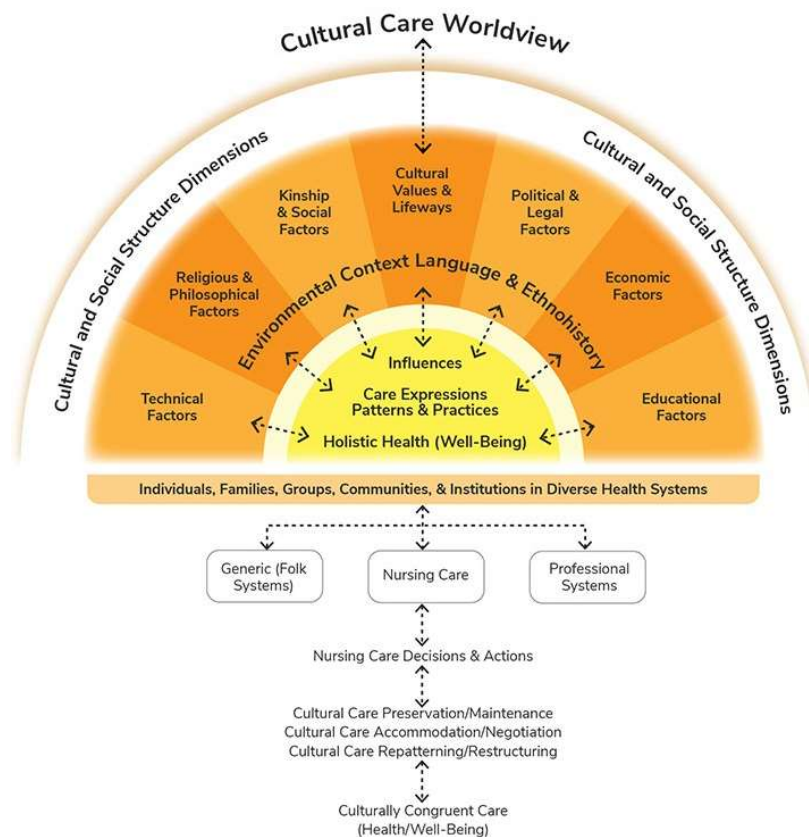 Cultural Care Worldview
Cultural and Social Structure Dimensions
Cultural and Social Structure Dimensions
Cultural
Values &
Lifeways
Kinship
& Social
Factors
Political &
Legal
Factors
Religious &
Philosophical
Factors
Economic
Factors
Technical
Factors
Educational
Factors
Environmental Context Language & Ethnohistory
Influences
Care Expressions
Patterns & Practices
Holistic Health (Well-Being)
Individuals, Families, Groups, Communities, & Institutions in Diverse Health Systems
Generic (Folk
Systems)
Nursing Care
Professional
Systems
Nursing Care Decisions & Actions
Cultural Care Preservation/Maintenance
Cultural Care Accommodation/Negotiation
Cultural Care Repatterning/Restructuring
Culturally Congruent Care
(Health/Well-Being)